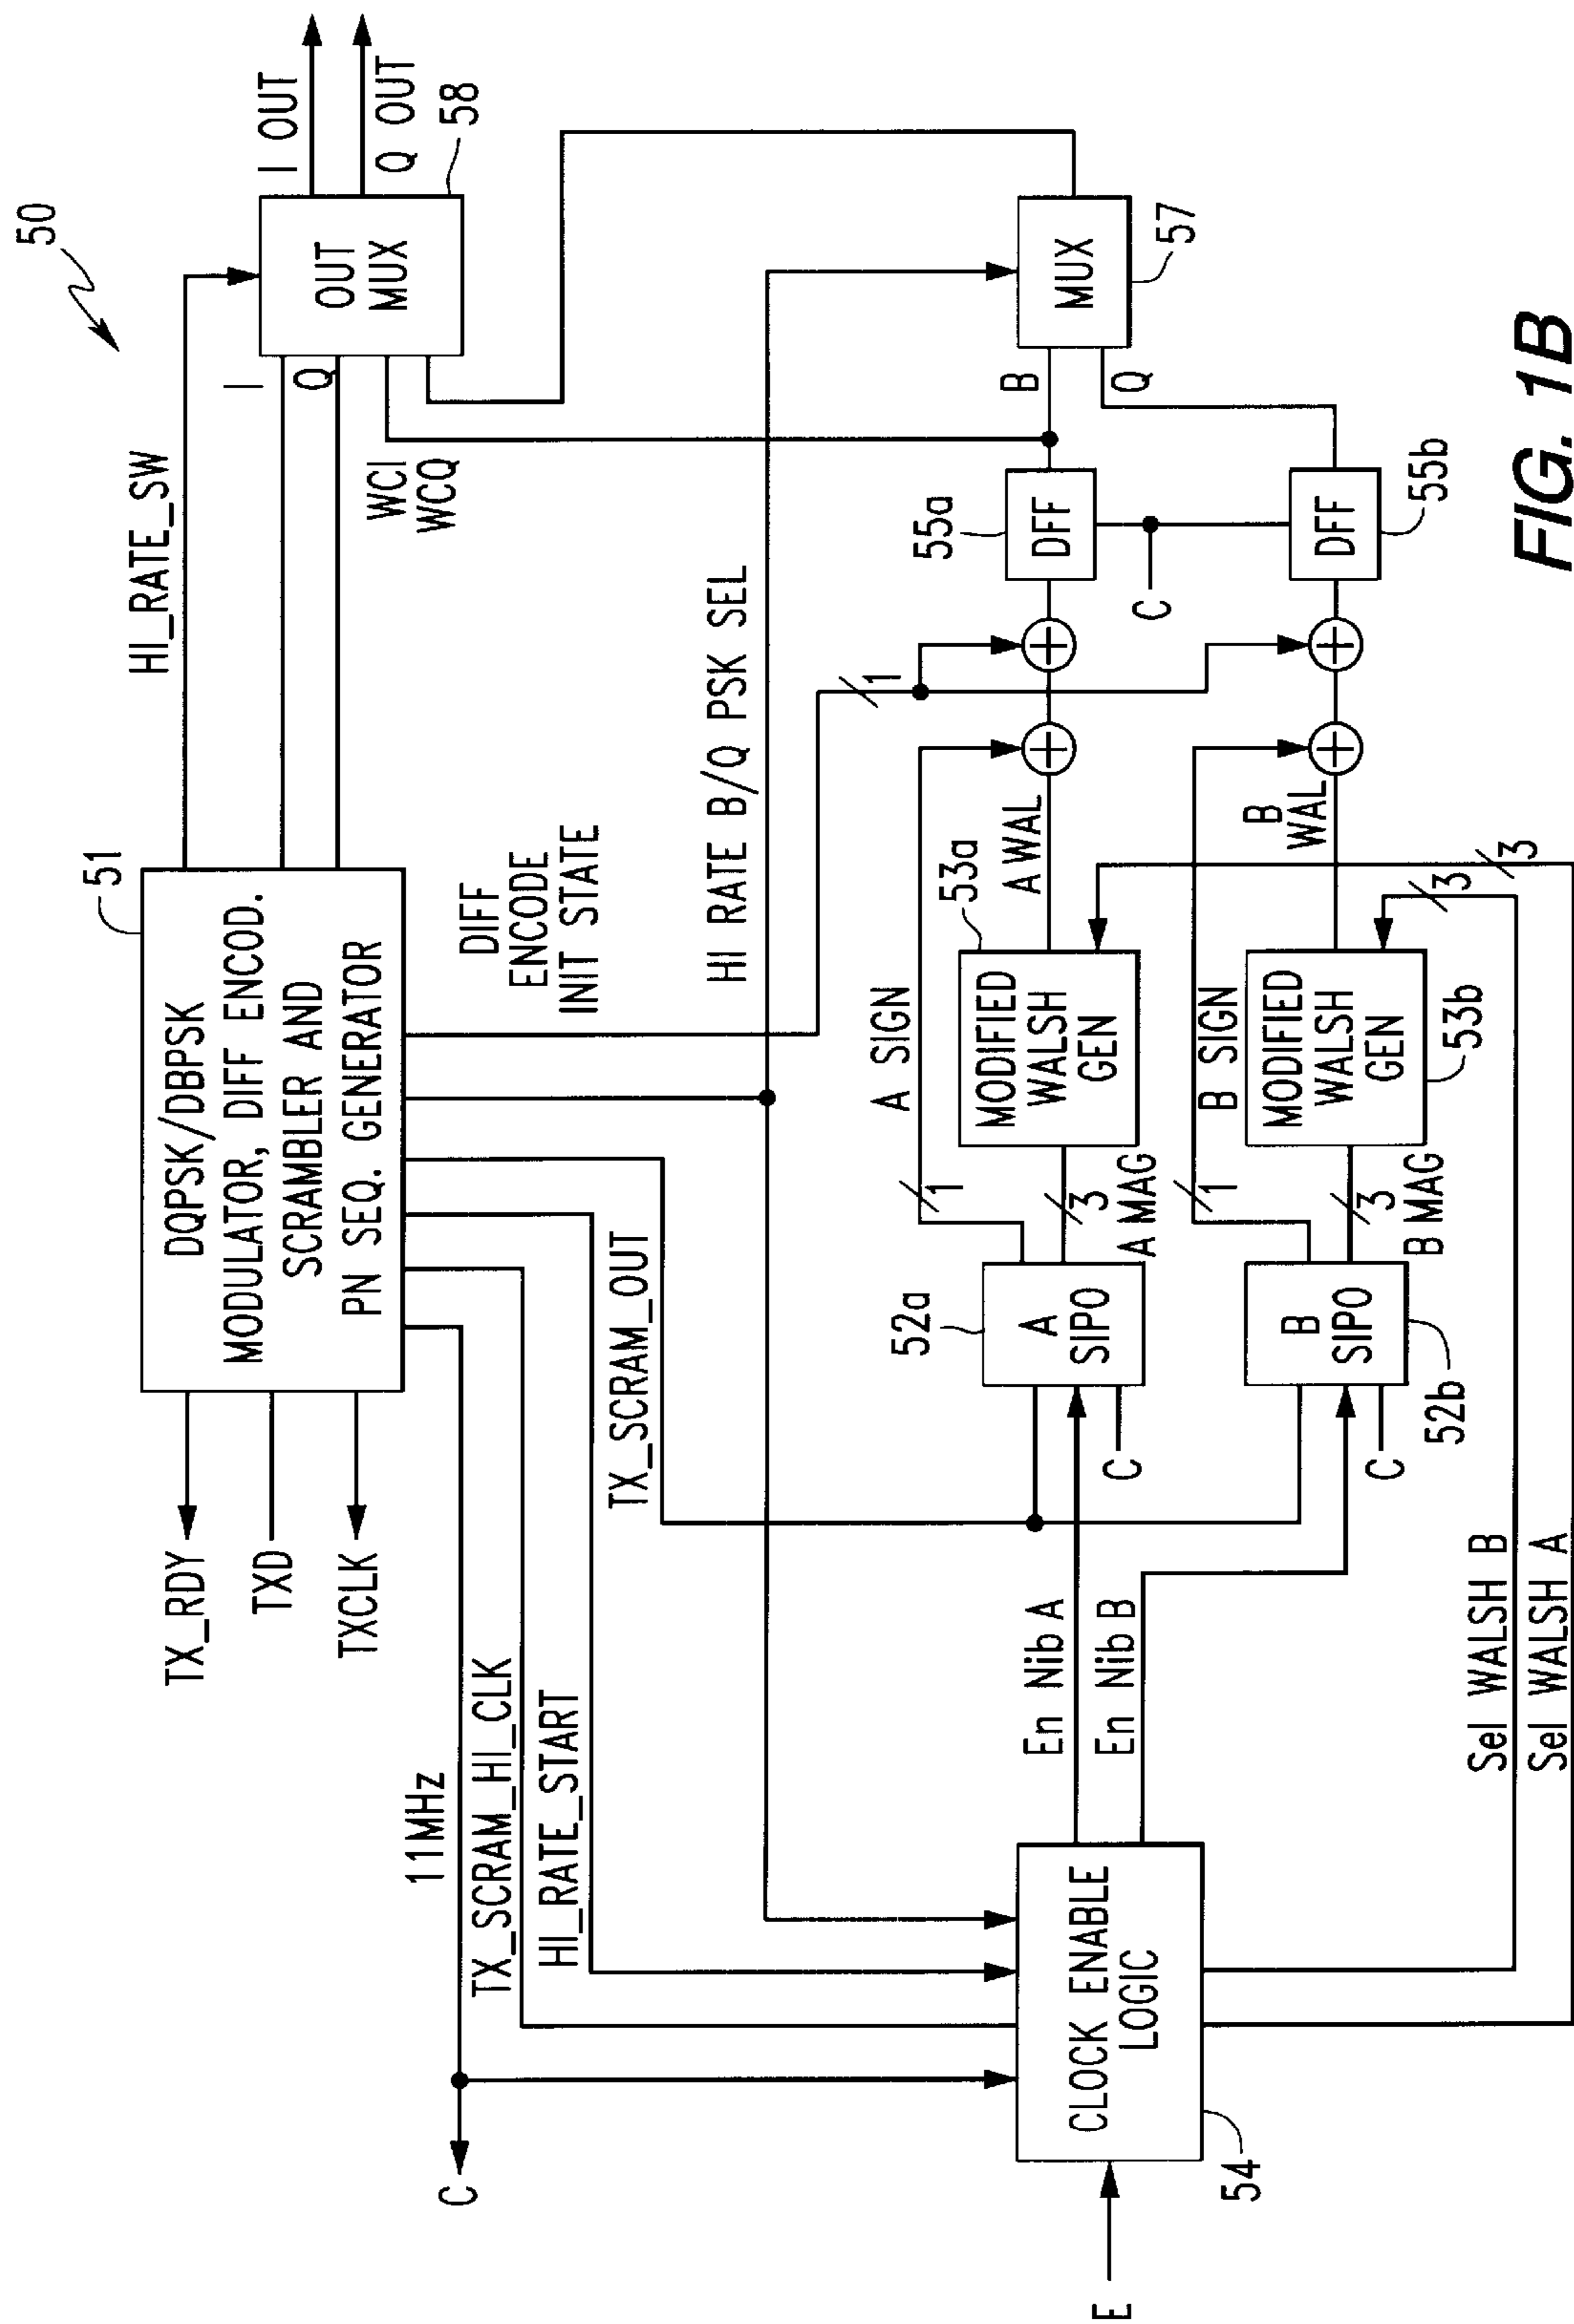 50
I OUT
Q OUT
OUT
MUX
58
HI_RATE_SW
I
Q
WCI
WCQ
51
DQPSK/DBPSK
MODULATOR, DIFF ENCOD.
SCRAMBLER AND
PN SEQ. GENERATOR
TX_RDY
TXD
TXCLK
DIFF
ENCODE
INIT STATE
HI RATE B/Q PSK SEL
11MHz
TX_SCRAM_HI_CLK
HI_RATE_START
TX_SCRAM_OUT
C
E
CLOCK ENABLE
LOGIC
54
En Nib A
En Nib B
52a
A
SIPO
C
1
A SIGN
3
A MAG
53a
MODIFIED
WALSH
GEN
A WAL
1
55a
DFF
C
B
Q
MUX
57
B
SIPO
C
52b
1
B SIGN
3
B MAG
MODIFIED
WALSH
GEN
53b
B
WAL
3
3
DFF
55b
Sel WALSH B
Sel WALSH A
FIG. 1B